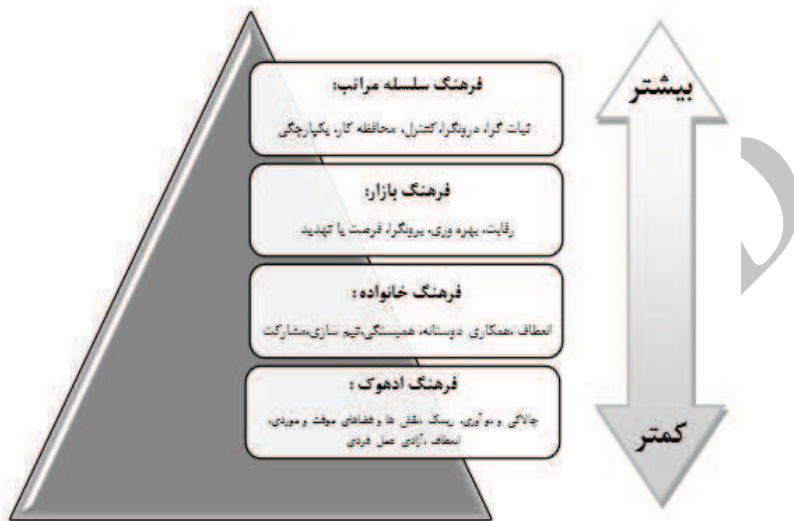 فرهنگ سلسله مراتب:
ثبات گرا، درونگرا، کنترل، محافظه کار، یکپارچگی
فرهنگ بازار:
رقابت، بهره وری، برونگرا، فرصت یا تهدید
فرهنگ خانواده :
انعطاف ،همکاری دوستانه، همبستگی،تیم سازی،مشارکت
فرهنگ ادهوک :
چالاکی و نوآوری، ریسک ،نقش ها و فضاهای موقت و موردی،
انعطاف ،آزادی عمل فردی
بیشتر
کمتر